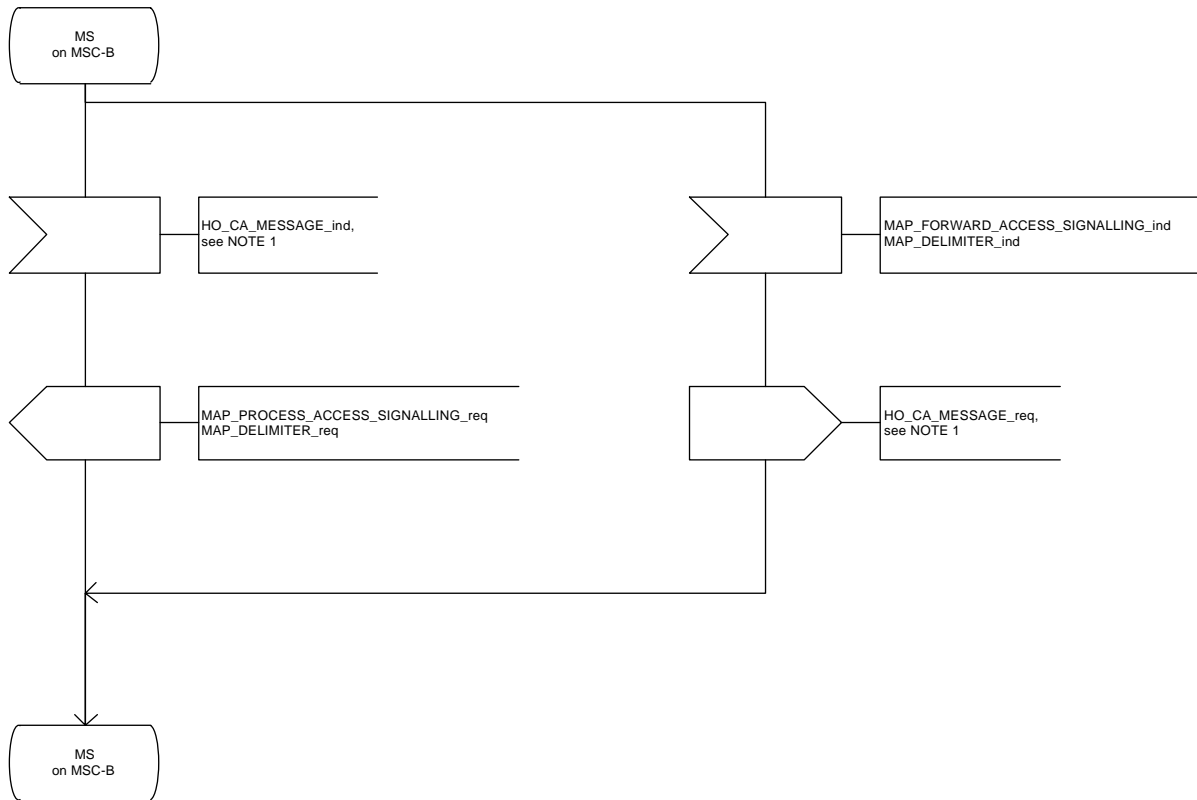 MS
on MSC-B
HO_CA_MESSAGE_ind,
see NOTE 1
MAP_FORWARD_ACCESS_SIGNALLING_ind
MAP_DELIMITER_ind
MAP_PROCESS_ACCESS_SIGNALLING_req
MAP_DELIMITER_req
HO_CA_MESSAGE_req,
see NOTE 1
MS
on MSC-B